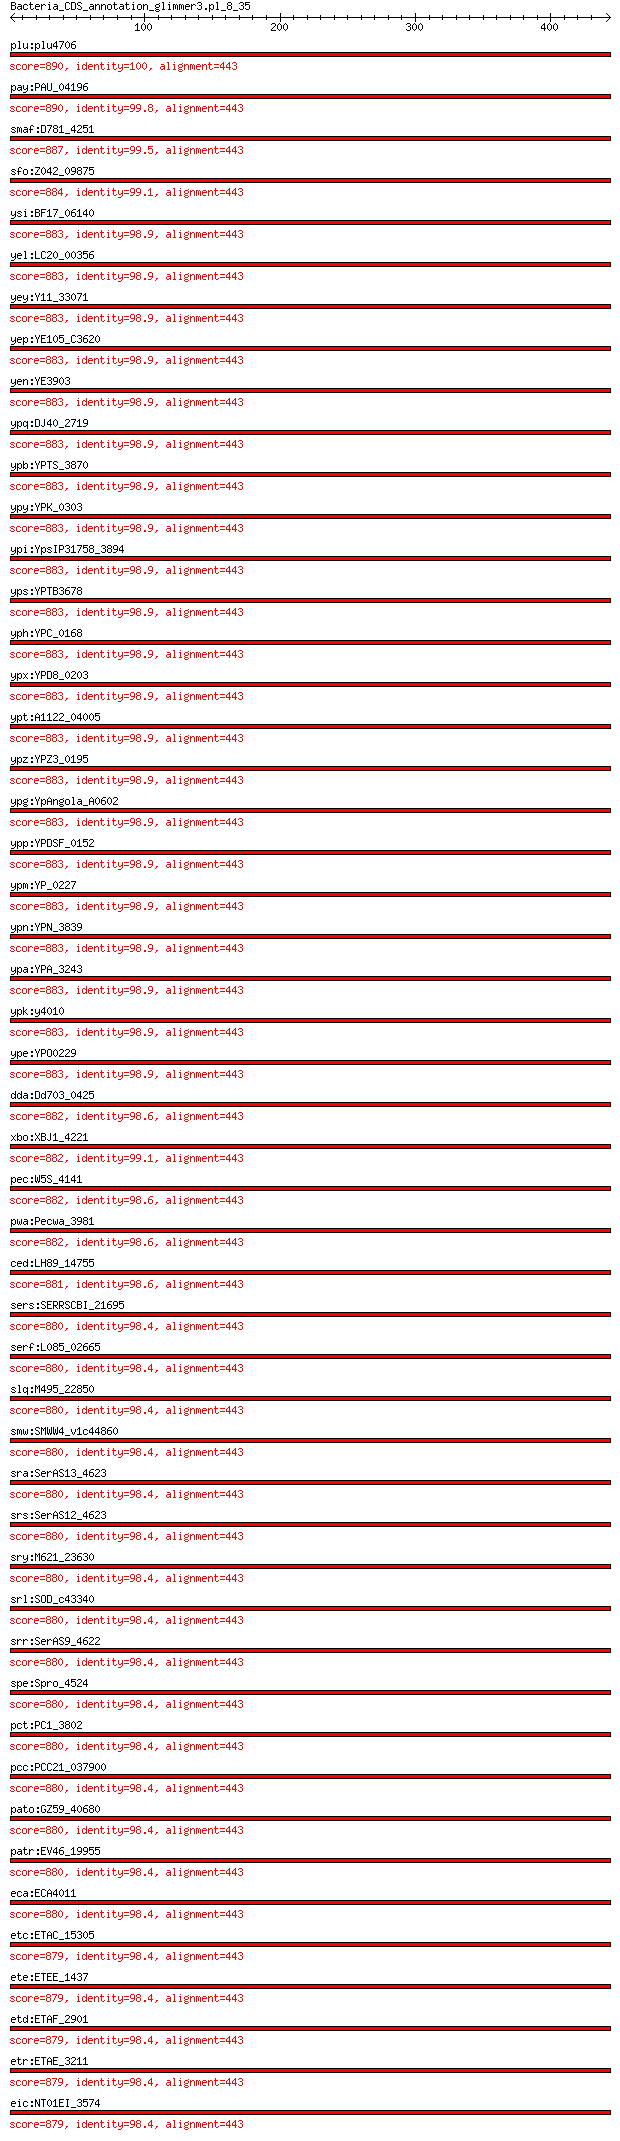 Bacteria_CDS_annotation_glimmer3.pl_8_35
100 200 300 400
plu:plu4706
score=890, identity=100, alignment=443
pay:PAU_04196
score=890, identity=99.8, alignment=443
smaf:D781_4251
score=887, identity=99.5, alignment=443
sfo:Z042_09875
score=884, identity=99.1, alignment=443
ysi:BF17_06140
score=883, identity=98.9, alignment=443
yel:LC20_00356
score=883, identity=98.9, alignment=443
yey:Y11_33071
score=883, identity=98.9, alignment=443
yep:YE105_C3620
score=883, identity=98.9, alignment=443
yen:YE3903
score=883, identity=98.9, alignment=443
ypq:DJ40_2719
score=883, identity=98.9, alignment=443
ypb:YPTS_3870
score=883, identity=98.9, alignment=443
ypy:YPK_0303
score=883, identity=98.9, alignment=443
ypi:YpsIP31758_3894
score=883, identity=98.9, alignment=443
yps:YPTB3678
score=883, identity=98.9, alignment=443
yph:YPC_0168
score=883, identity=98.9, alignment=443
ypx:YPD8_0203
score=883, identity=98.9, alignment=443
ypt:A1122_04005
score=883, identity=98.9, alignment=443
ypz:YPZ3_0195
score=883, identity=98.9, alignment=443
ypg:YpAngola_A0602
score=883, identity=98.9, alignment=443
ypp:YPDSF_0152
score=883, identity=98.9, alignment=443
ypm:YP_0227
score=883, identity=98.9, alignment=443
ypn:YPN_3839
score=883, identity=98.9, alignment=443
ypa:YPA_3243
score=883, identity=98.9, alignment=443
ypk:y4010
score=883, identity=98.9, alignment=443
ype:YPO0229
score=883, identity=98.9, alignment=443
dda:Dd703_0425
score=882, identity=98.6, alignment=443
xbo:XBJ1_4221
score=882, identity=99.1, alignment=443
pec:W5S_4141
score=882, identity=98.6, alignment=443
pwa:Pecwa_3981
score=882, identity=98.6, alignment=443
ced:LH89_14755
score=881, identity=98.6, alignment=443
sers:SERRSCBI_21695
score=880, identity=98.4, alignment=443
serf:L085_02665
score=880, identity=98.4, alignment=443
slq:M495_22850
score=880, identity=98.4, alignment=443
smw:SMWW4_v1c44860
score=880, identity=98.4, alignment=443
sra:SerAS13_4623
score=880, identity=98.4, alignment=443
srs:SerAS12_4623
score=880, identity=98.4, alignment=443
sry:M621_23630
score=880, identity=98.4, alignment=443
srl:SOD_c43340
score=880, identity=98.4, alignment=443
srr:SerAS9_4622
score=880, identity=98.4, alignment=443
spe:Spro_4524
score=880, identity=98.4, alignment=443
pct:PC1_3802
score=880, identity=98.4, alignment=443
pcc:PCC21_037900
score=880, identity=98.4, alignment=443
pato:GZ59_40680
score=880, identity=98.4, alignment=443
patr:EV46_19955
score=880, identity=98.4, alignment=443
eca:ECA4011
score=880, identity=98.4, alignment=443
etc:ETAC_15305
score=879, identity=98.4, alignment=443
ete:ETEE_1437
score=879, identity=98.4, alignment=443
etd:ETAF_2901
score=879, identity=98.4, alignment=443
etr:ETAE_3211
score=879, identity=98.4, alignment=443
eic:NT01EI_3574
score=879, identity=98.4, alignment=443